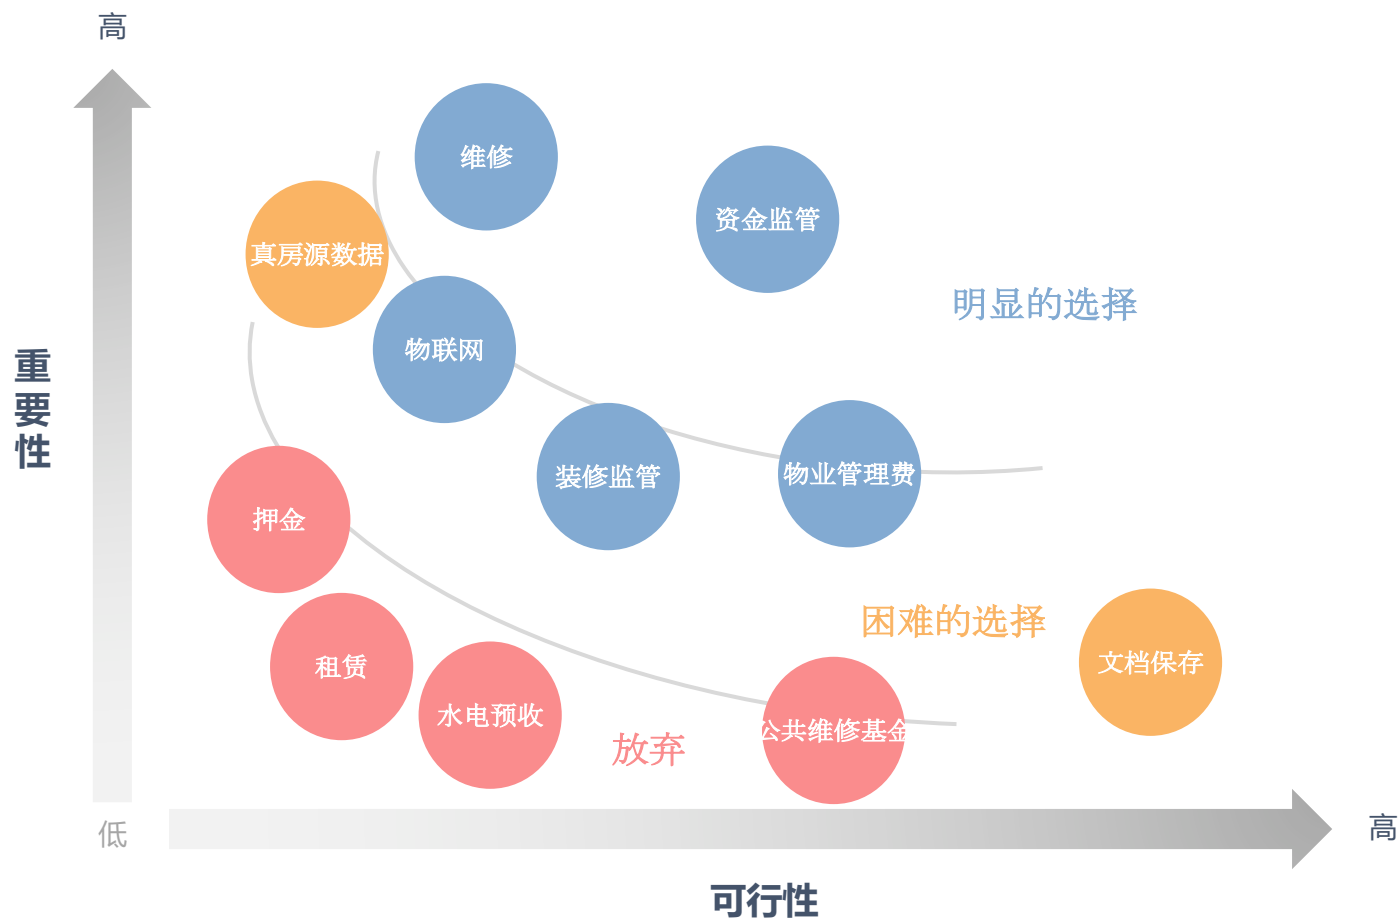 高
维修
资金监管
真房源数据
明显的选择
物联网
重要性
装修监管
物业管理费
押金
困难的选择
文档保存
租赁
水电预收
公共维修基金
放弃
低
高
可行性